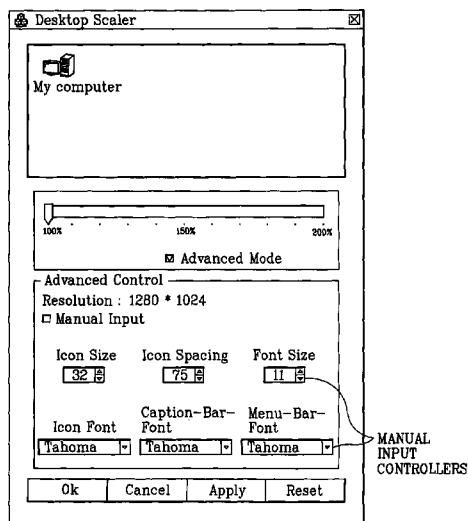 Desktop Scaler
My computer
100% 150% 200%
Advanced Mode
Advanced Control
Resolution : 1280 * 1024
Manual Input
Icon Size Icon Spacing Font Size
32 75 11
Icon Font Caption-Bar-Font Menu-Bar-Font
Tahoma Tahoma Tahoma
MANUAL
INPUT
CONTROLLERS
Ok Cancel Apply Reset